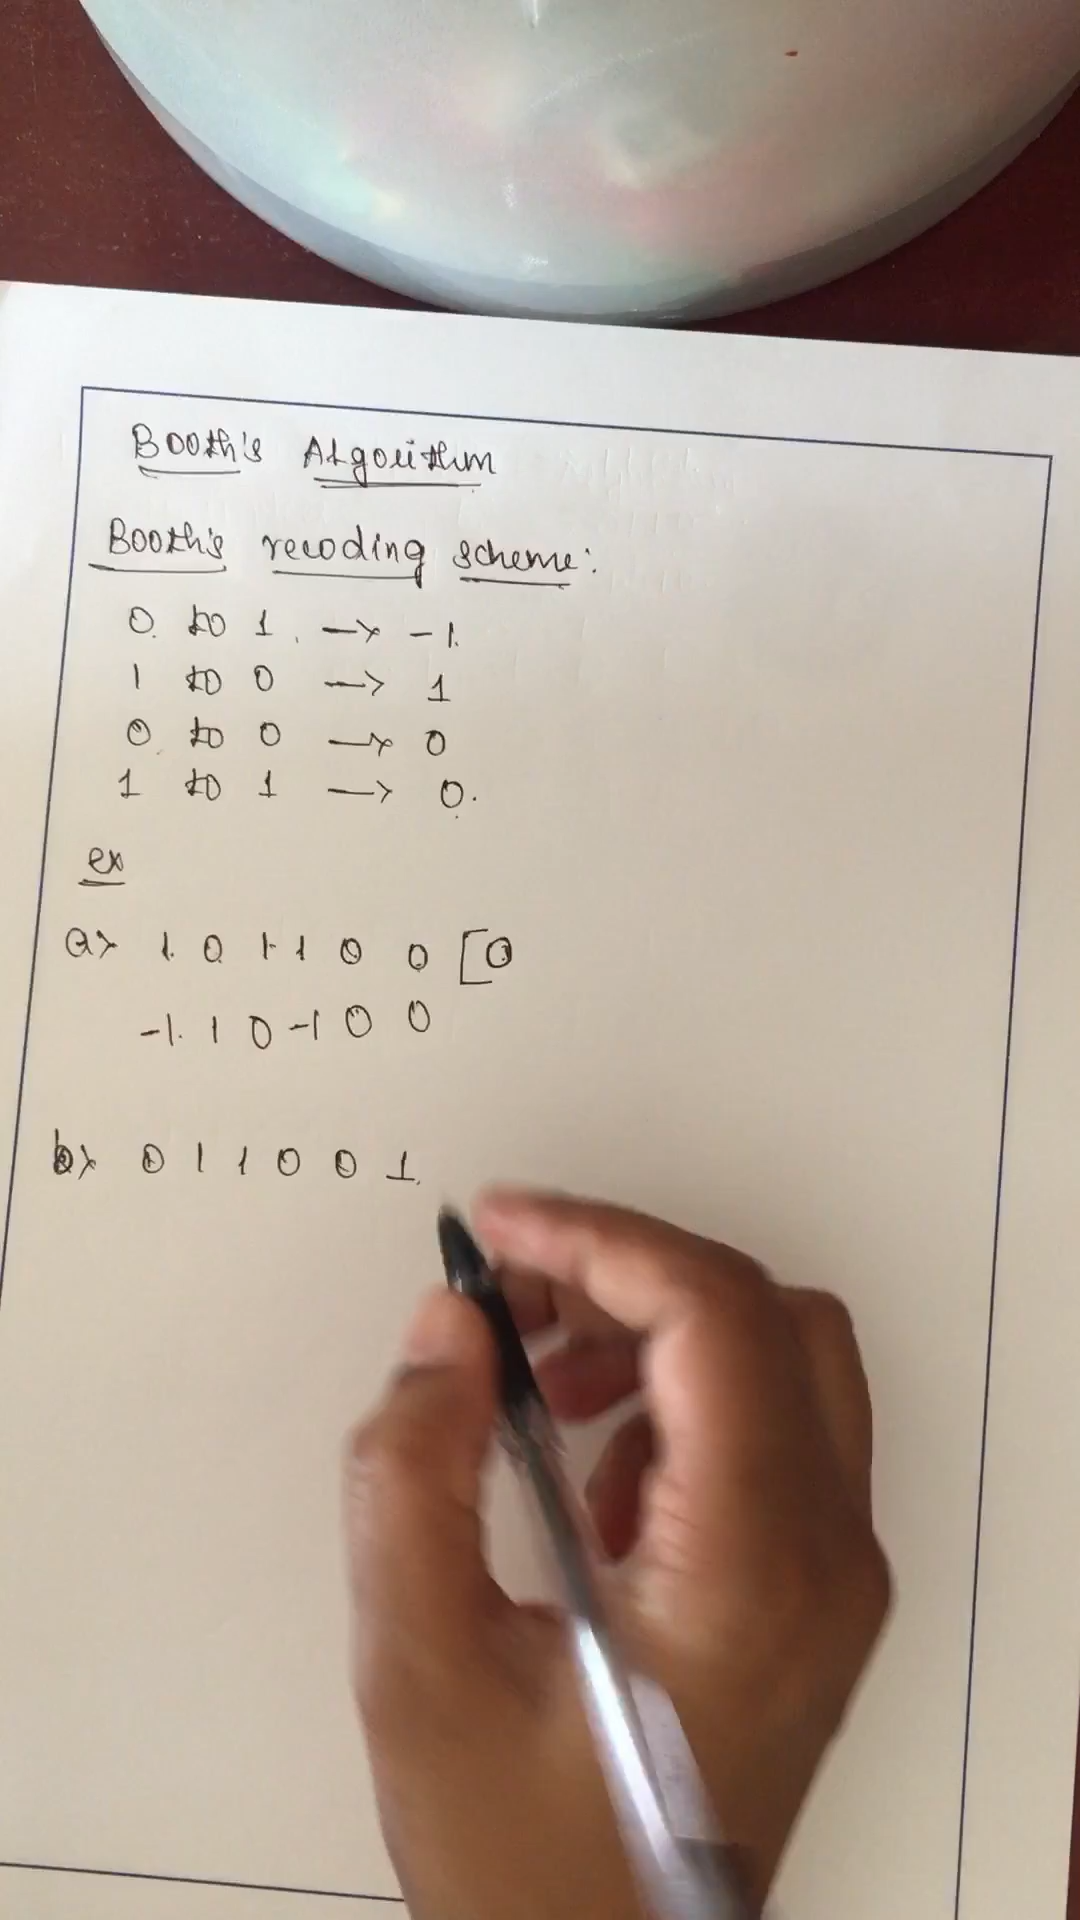 Booth's Algorithm
Booth's recoding scheme:
0 to 1 → -1
1 to 0 → 1
0 to 0 → 0
1 to 1 → 0.
ex
a> 1 0 1 1 0 0 [0
-1 1 0 -1 0 0
b> 0 1 1 0 0 1